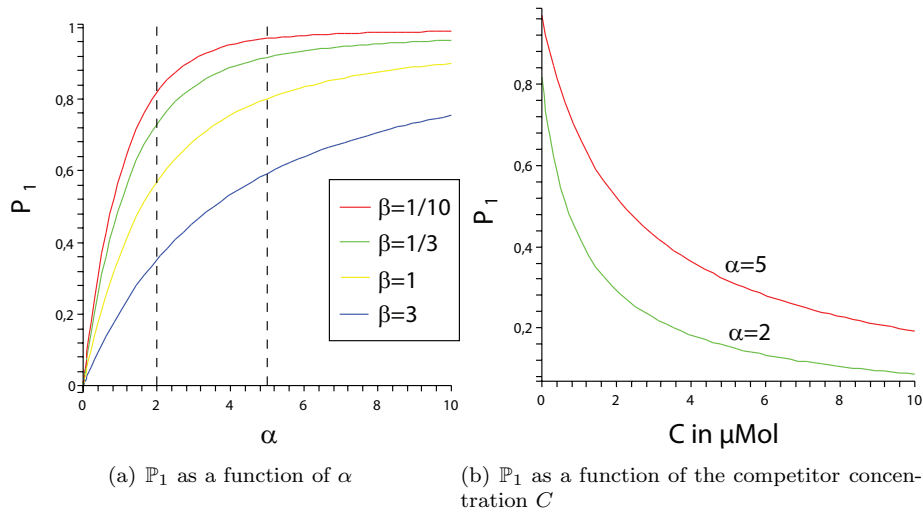 1
0,8
0,6
0,4
0,2
0
P1
0 2 4 6 8 10
α
β=1/10
β=1/3
β=1
β=3
(a) ℙ1 as a function of α
0,8
0,6
0,4
0,2
P1
α=5
α=2
0 2 4 6 8 10
C in μMol
(b) ℙ1 as a function of the competitor concen-
tration C